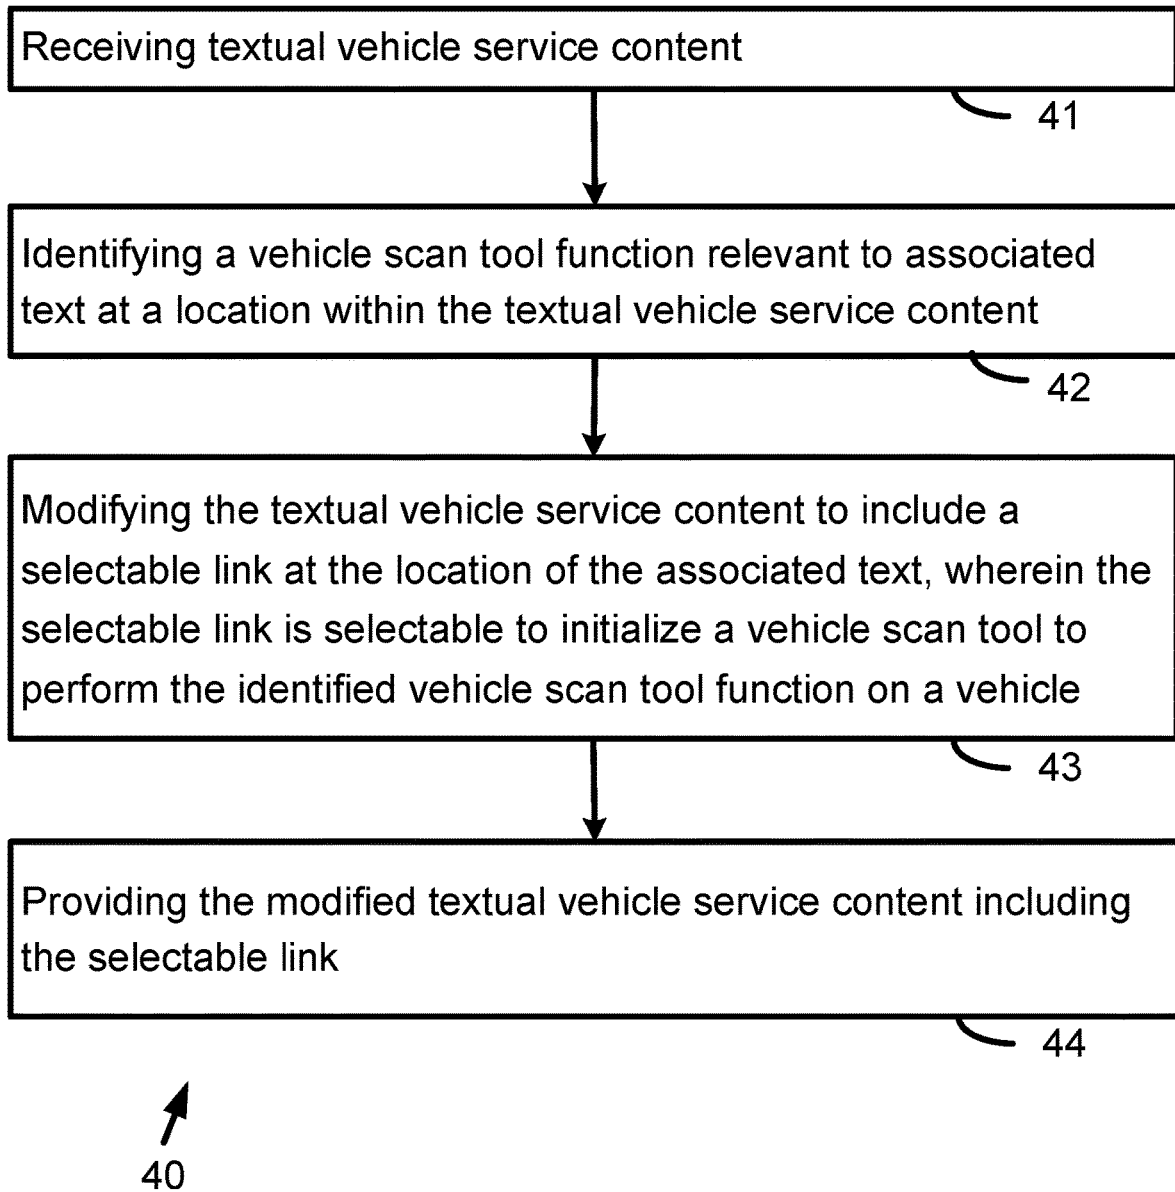 Receiving textual vehicle service content
41
Identifying a vehicle scan tool function relevant to associated
text at a location within the textual vehicle service content
42
Modifying the textual vehicle service content to include a
selectable link at the location of the associated text, wherein the
selectable link is selectable to initialize a vehicle scan tool to
perform the identified vehicle scan tool function on a vehicle
43
Providing the modified textual vehicle service content including
the selectable link
44
40